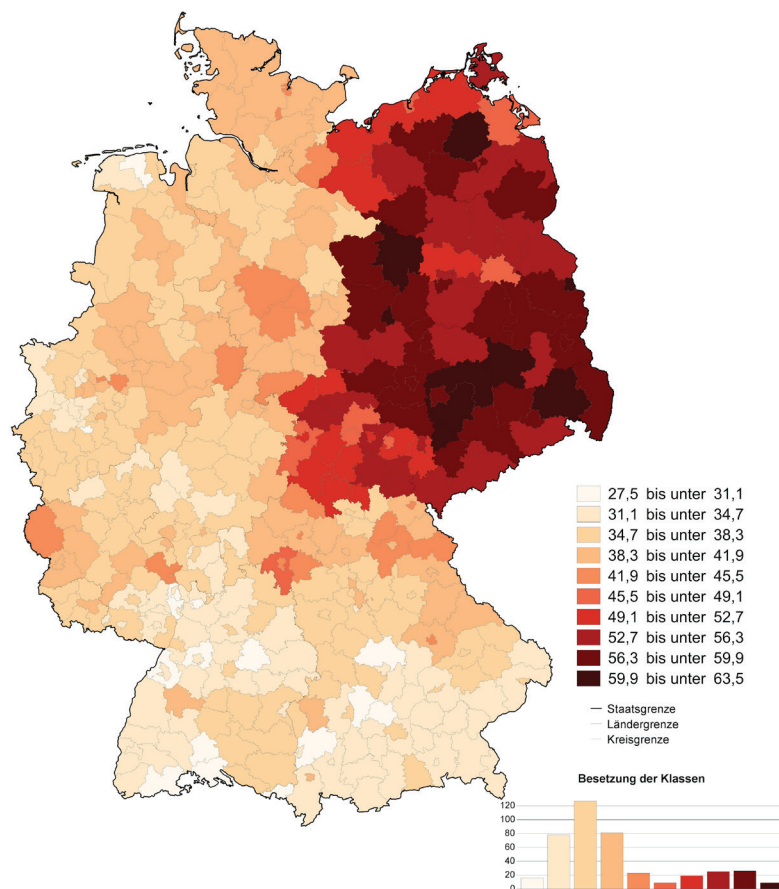 27,5 bis unter 31,1
31,1 bis unter 34,7
34,7 bis unter 38,3
38,3 bis unter 41,9
41,9 bis unter 45,5
45,5 bis unter 49,1
49,1 bis unter 52,7
52,7 bis unter 56,3
56,3 bis unter 59,9
59,9 bis unter 63,5
Staatsgrenze
Ländergrenze
Kreisgrenze
Besetzung der Klassen
120
100
80
60
40
20
0